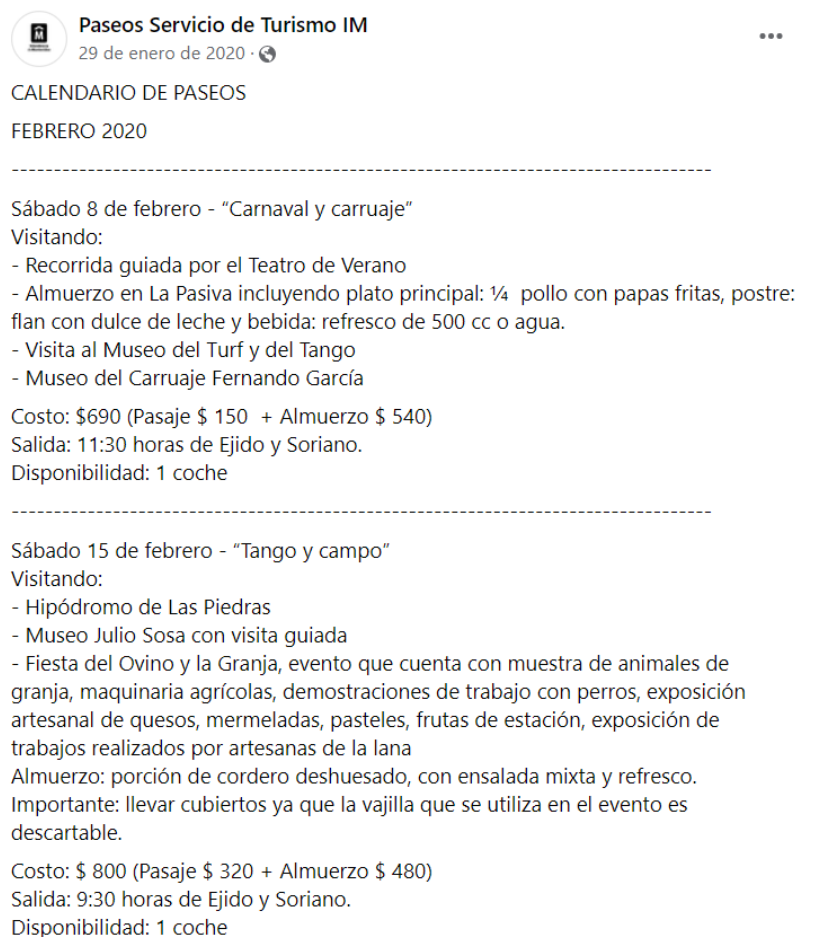 Paseos Servicio de Turismo IM
29 de enero de 2020 ·
CALENDARIO DE PASEOS
FEBRERO 2020
-----------------------------------------------------------------------------------
Sábado 8 de febrero - “Carnaval y carruaje”
Visitando:
- Recorrida guiada por el Teatro de Verano
- Almuerzo en La Pasiva incluyendo plato principal: ¼ pollo con papas fritas, postre:
flan con dulce de leche y bebida: refresco de 500 cc o agua.
- Visita al Museo del Turf y del Tango
- Museo del Carruaje Fernando García
Costo: $690 (Pasaje $ 150 + Almuerzo $ 540)
Salida: 11:30 horas de Ejido y Soriano.
Disponibilidad: 1 coche
-----------------------------------------------------------------------------------
Sábado 15 de febrero - “Tango y campo”
Visitando:
- Hipódromo de Las Piedras
- Museo Julio Sosa con visita guiada
- Fiesta del Ovino y la Granja, evento que cuenta con muestra de animales de
granja, maquinaria agrícolas, demostraciones de trabajo con perros, exposición
artesanal de quesos, mermeladas, pasteles, frutas de estación, exposición de
trabajos realizados por artesanas de la lana
Almuerzo: porción de cordero deshuesado, con ensalada mixta y refresco.
Importante: llevar cubiertos ya que la vajilla que se utiliza en el evento es
descartable.
Costo: $ 800 (Pasaje $ 320 + Almuerzo $ 480)
Salida: 9:30 horas de Ejido y Soriano.
Disponibilidad: 1 coche